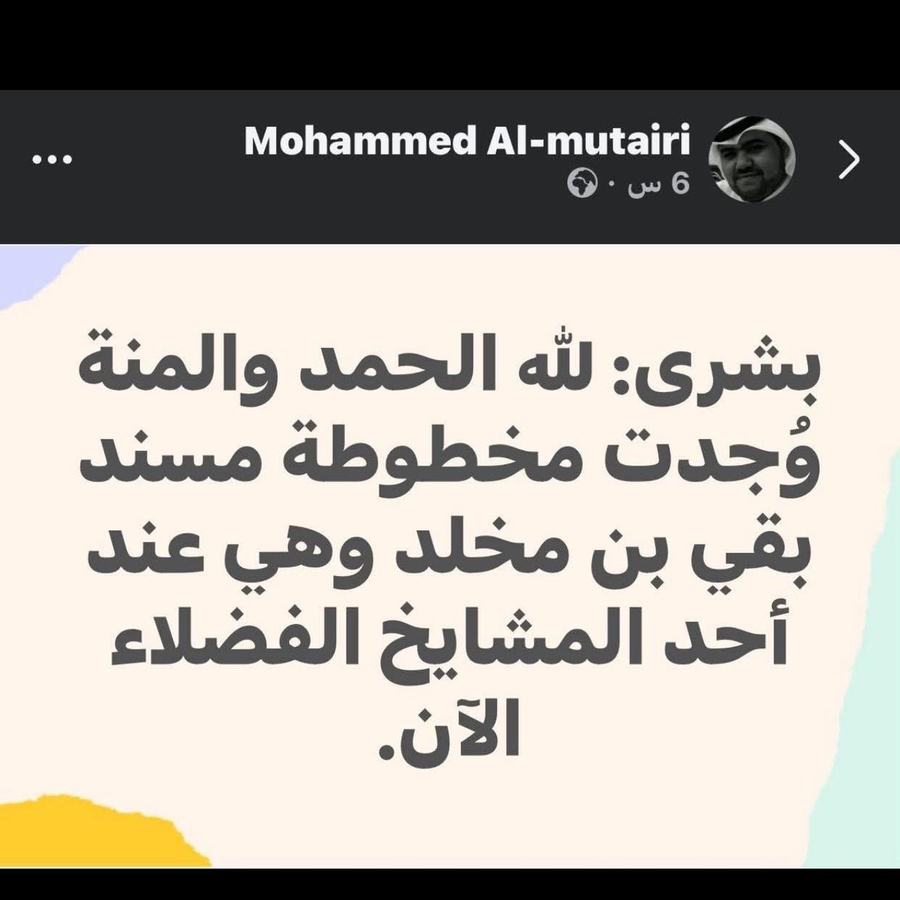 Mohammed Al-mutairi
6 س ·
بشرى: لله الحمد والمنة
وُجدت مخطوطة مسند
بقي بن مخلد وهي عند
أحد المشايخ الفضلاء
الآن.